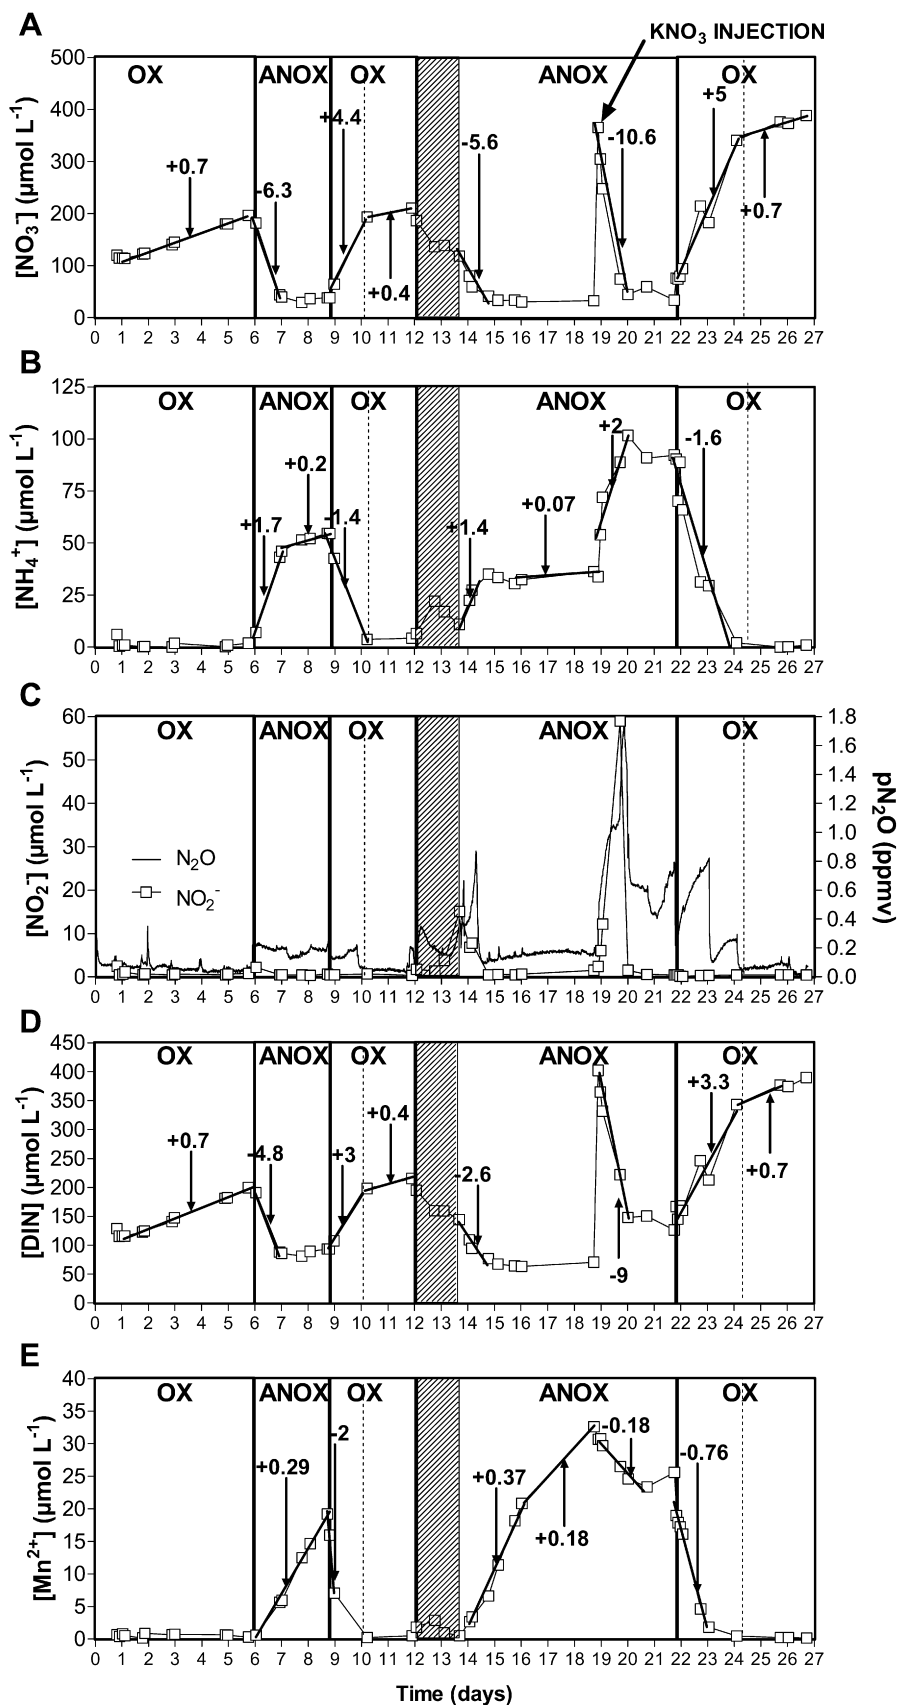 A
KNO3 INJECTION
[NO3-] (µmol L-1)
500
400
300
200
100
0
OX
ANOX
OX
ANOX
OX
+0.7
-6.3
+4.4
+0.4
-5.6
-10.6
+5
+0.7
0 1 2 3 4 5 6 7 8 9 10 11 12 13 14 15 16 17 18 19 20 21 22 23 24 25 26 27
B
[NH4+] (µmol L-1)
125
100
75
50
25
0
OX
ANOX
OX
ANOX
OX
+1.7
+0.2
-1.4
+1.4
+0.07
+2
-1.6
0 1 2 3 4 5 6 7 8 9 10 11 12 13 14 15 16 17 18 19 20 21 22 23 24 25 26 27
C
[NO2-] (µmol L-1)
60
50
40
30
20
10
0
OX
ANOX
OX
ANOX
OX
N2O
NO2-
1.8
1.6
1.4
1.2
1.0
0.8
0.6
0.4
0.2
0.0
pN2O (ppmv)
0 1 2 3 4 5 6 7 8 9 10 11 12 13 14 15 16 17 18 19 20 21 22 23 24 25 26 27
D
[DIN] (µmol L-1)
450
400
350
300
250
200
150
100
50
0
OX
ANOX
OX
ANOX
OX
+0.7
-4.8
+3
+0.4
-2.6
-9
+3.3
+0.7
0 1 2 3 4 5 6 7 8 9 10 11 12 13 14 15 16 17 18 19 20 21 22 23 24 25 26 27
E
[Mn2+] (µmol L-1)
40
35
30
25
20
15
10
5
0
OX
ANOX
OX
ANOX
OX
+0.29
-2
+0.37
+0.18
-0.18
-0.76
0 1 2 3 4 5 6 7 8 9 10 11 12 13 14 15 16 17 18 19 20 21 22 23 24 25 26 27
Time (days)